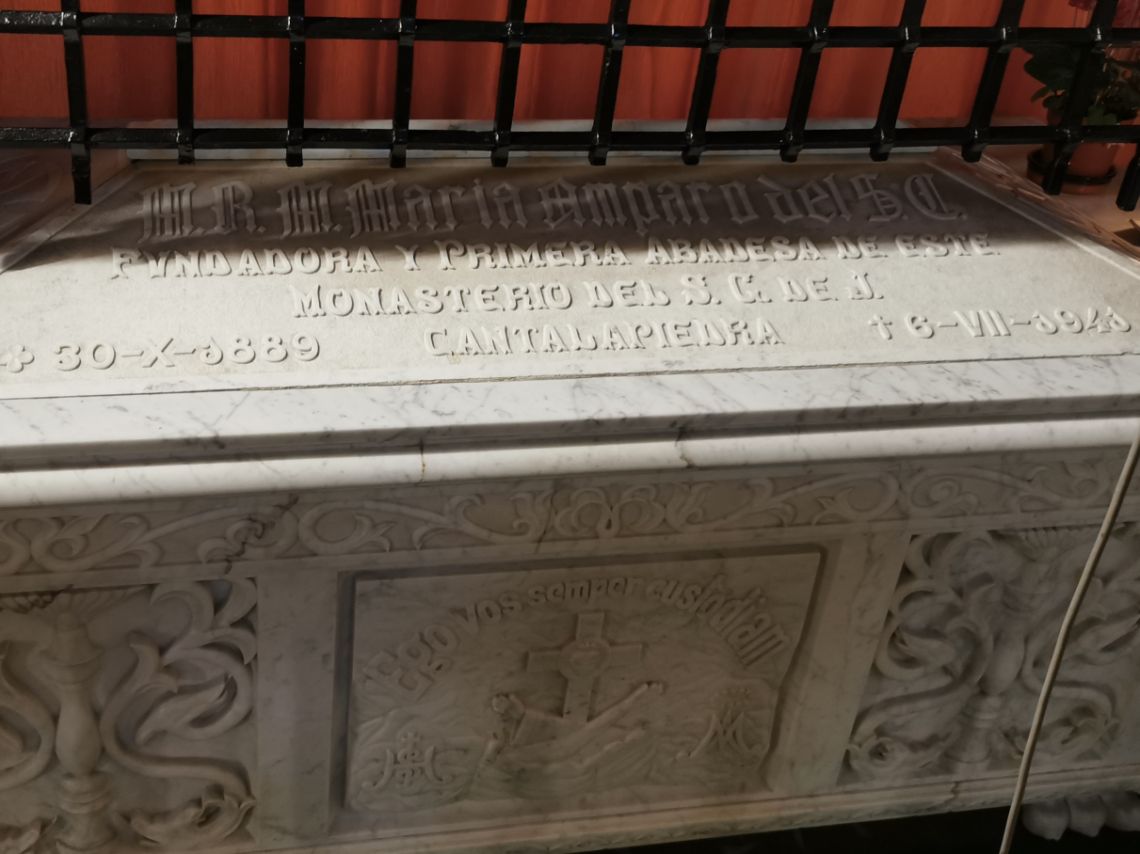 M. R. M. Maria Amparo del S. C.
FVNDADORA Y PRIMERA ABADESA DE ESTE
MONASTERIO DEL S. C. DE J.
CANTALAPIEDRA
30-X-1889
† 6-VII-1941
Ego vos semper custodiam